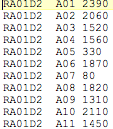 RA01D2 A01 2390
RA01D2 A02 2060
RA01D2 A03 1520
RA01D2 A04 1560
RA01D2 A05 330
RA01D2 A06 1870
RA01D2 A07 80
RA01D2 A08 1820
RA01D2 A09 1310
RA01D2 A10 2110
RA01D2 A11 1450